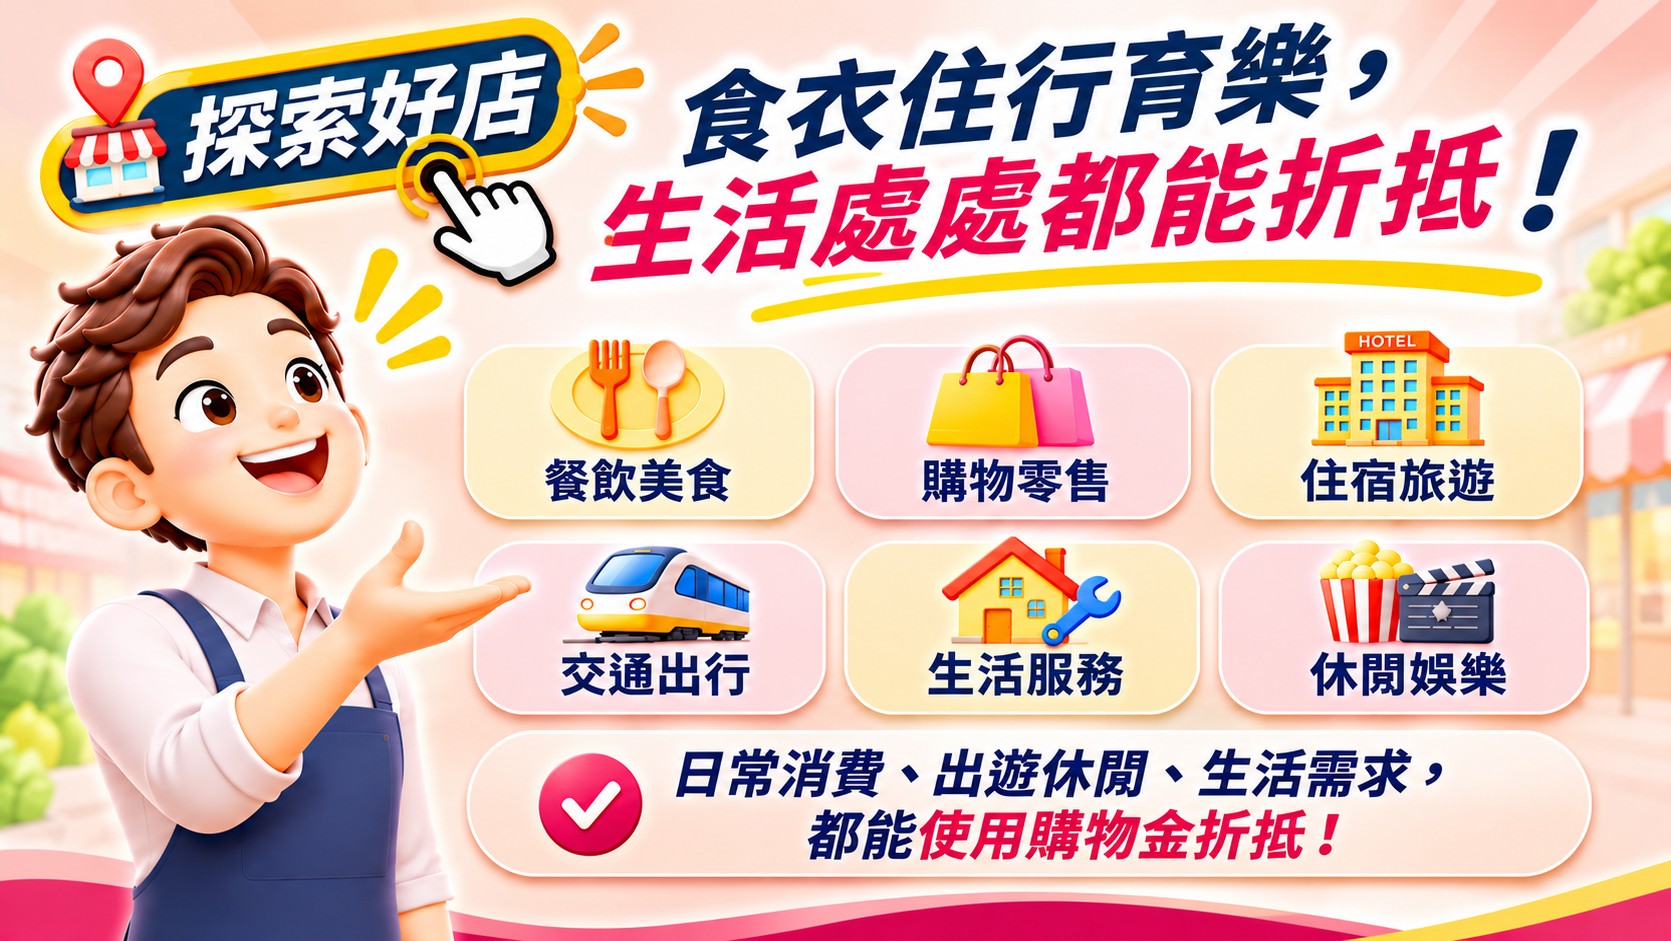 探索好店
食衣住行育樂，
生活處處都能折抵！
餐飲美食
購物零售
HOTEL
住宿旅遊
交通出行
生活服務
休閒娛樂
日常消費、出遊休閒、生活需求，
都能使用購物金折抵！